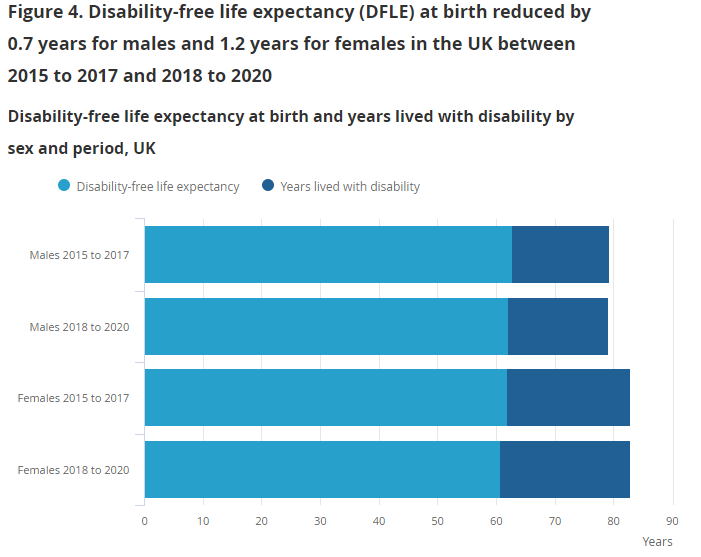 Figure 4. Disability-free life expectancy (DFLE) at birth reduced by
0.7 years for males and 1.2 years for females in the UK between
2015 to 2017 and 2018 to 2020
Disability-free life expectancy at birth and years lived with disability by
sex and period, UK
Disability-free life expectancy Years lived with disability
Males 2015 to 2017
Males 2018 to 2020
Females 2015 to 2017
Females 2018 to 2020
0 10 20 30 40 50 60 70 80 90
Years